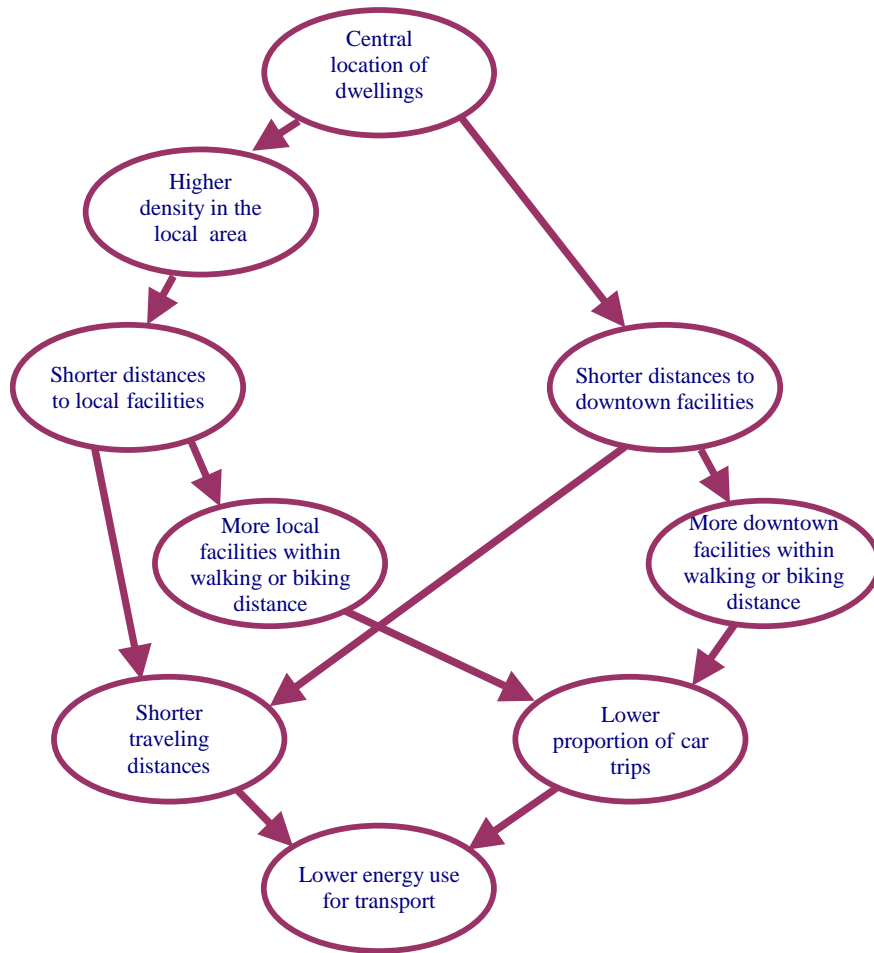 Central
location of
dwellings
Higher
density in the
local area
Shorter distances
to local facilities
Shorter distances to
downtown facilities
More local
facilities within
walking or biking
distance
More downtown
facilities within
walking or biking
distance
Shorter
traveling
distances
Lower
proportion of car
trips
Lower energy use
for transport